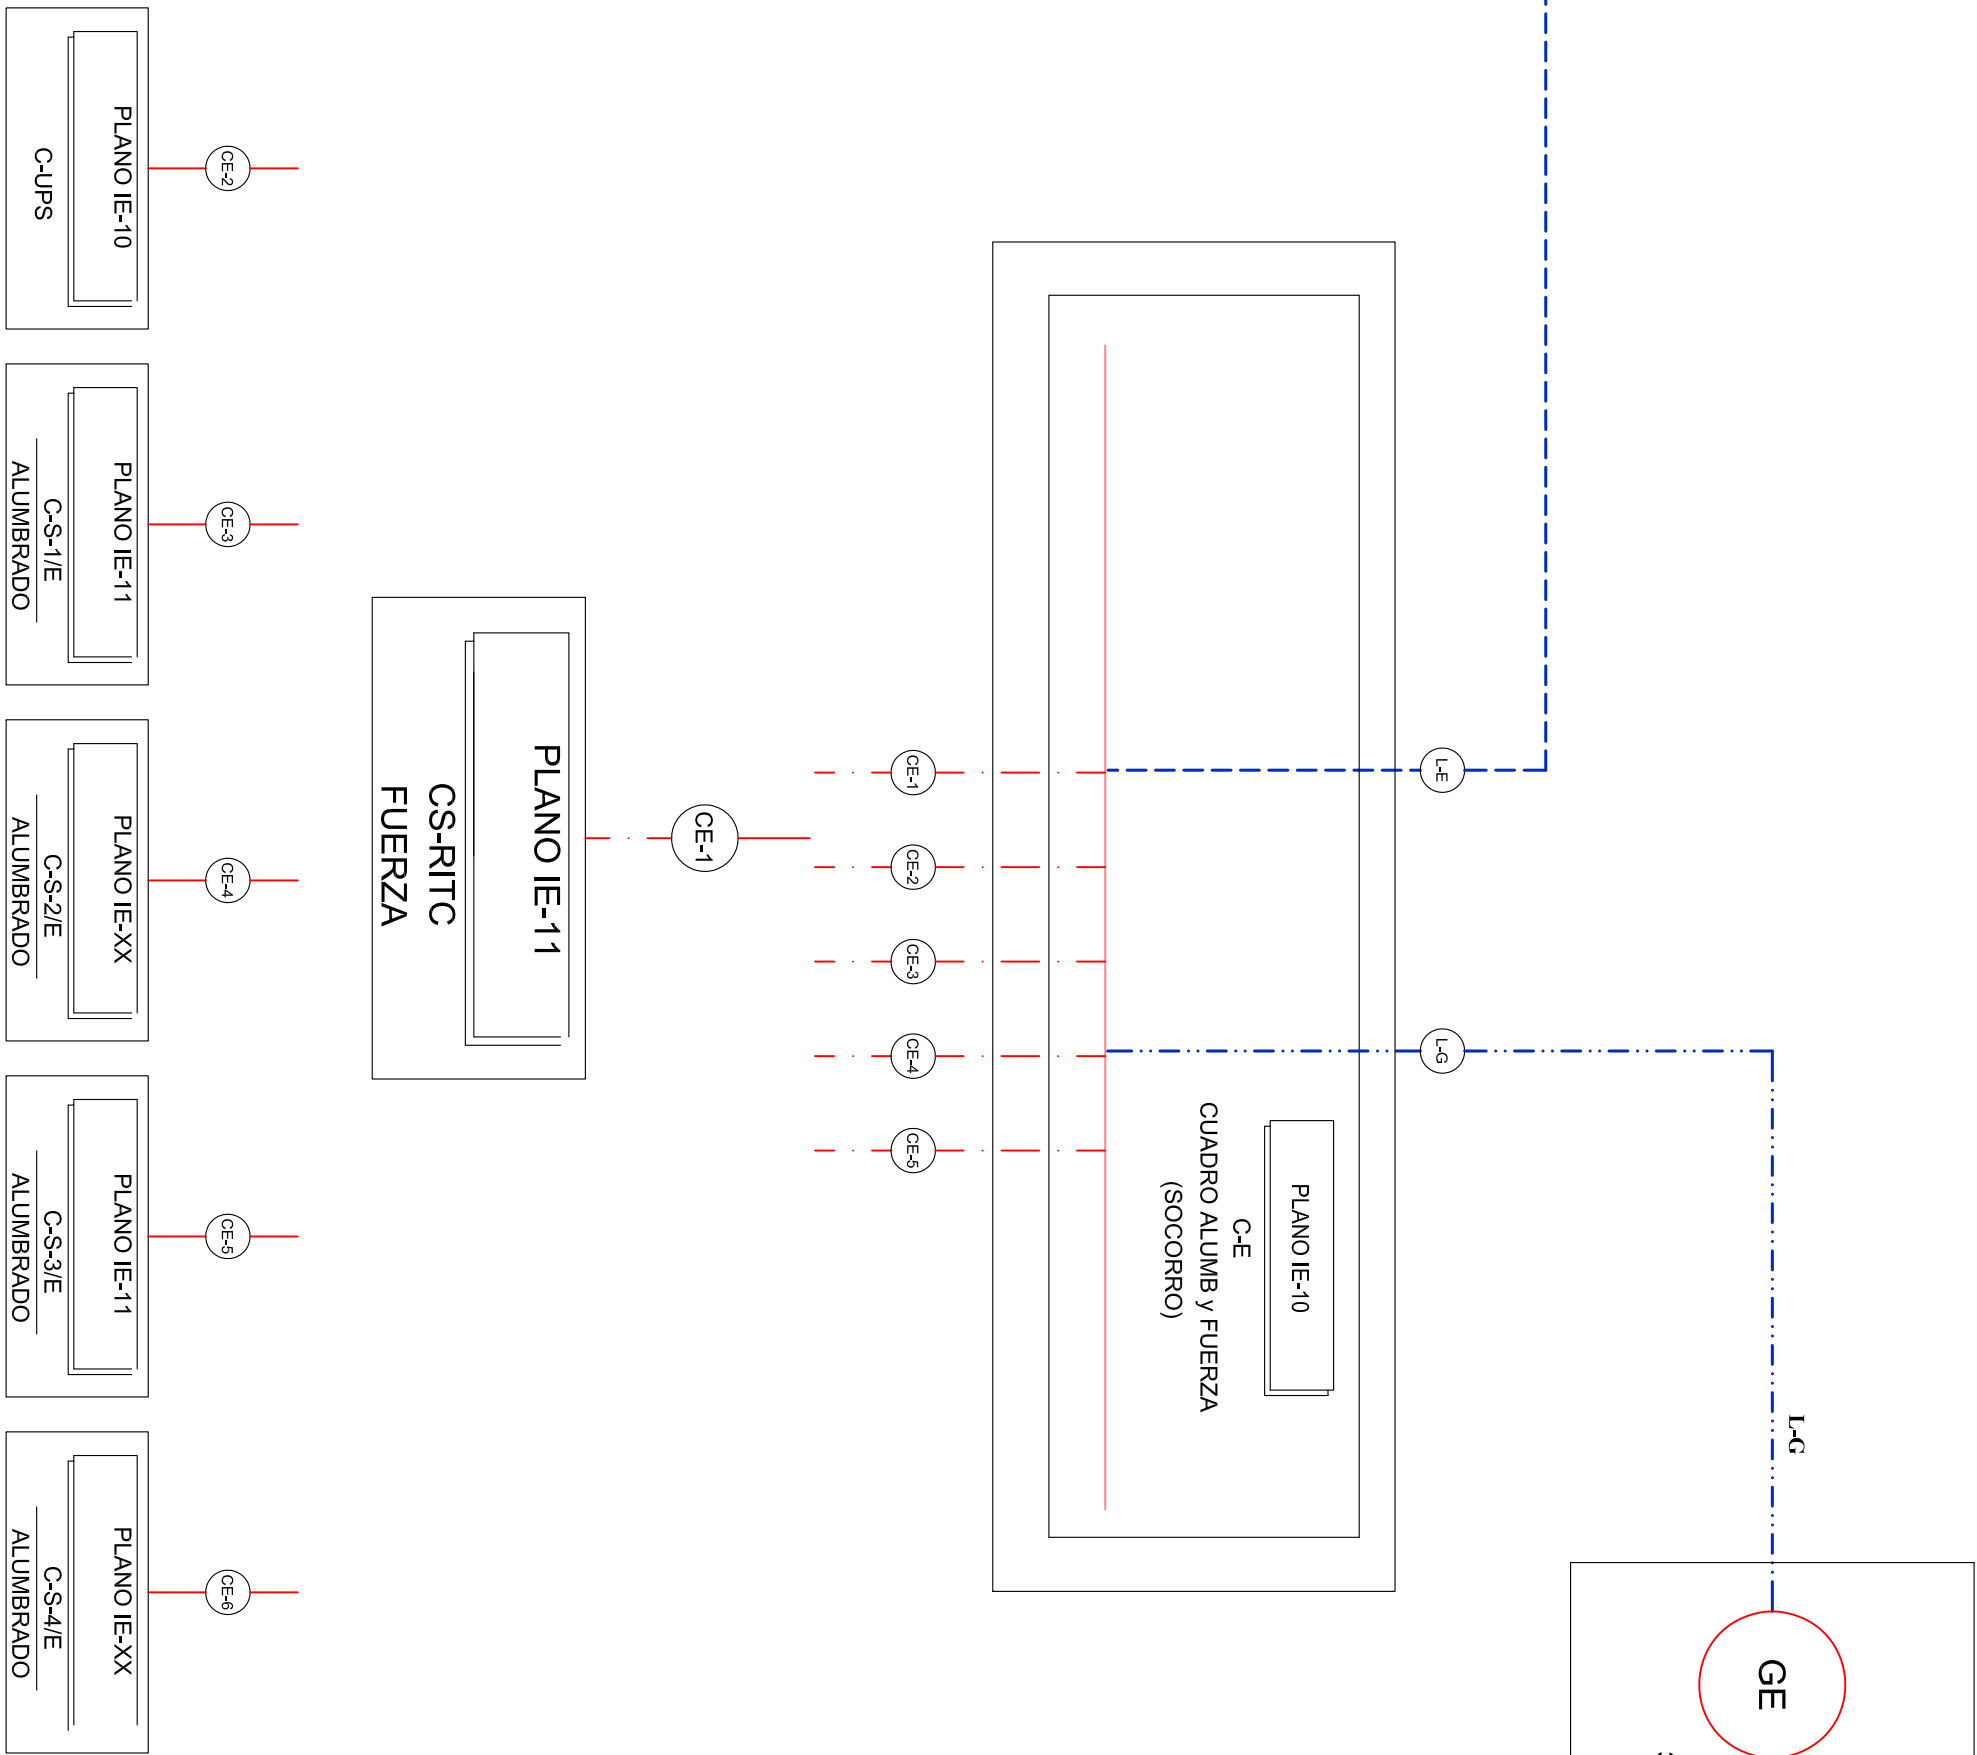 L-G
GE
L-E
L-G
PLANO IE-10
C-E
CUADRO ALUMB y FUERZA
(SOCORRO)
CE-1
CE-2
CE-3
CE-4
CE-5
CE-1
PLANO IE-11
CS-RITC
FUERZA
CE-2
CE-3
CE-4
CE-5
CE-6
PLANO IE-10
C-UPS
PLANO IE-11
C-S-1/E
ALUMBRADO
PLANO IE-XX
C-S-2/E
ALUMBRADO
PLANO IE-11
C-S-3/E
ALUMBRADO
PLANO IE-XX
C-S-4/E
ALUMBRADO